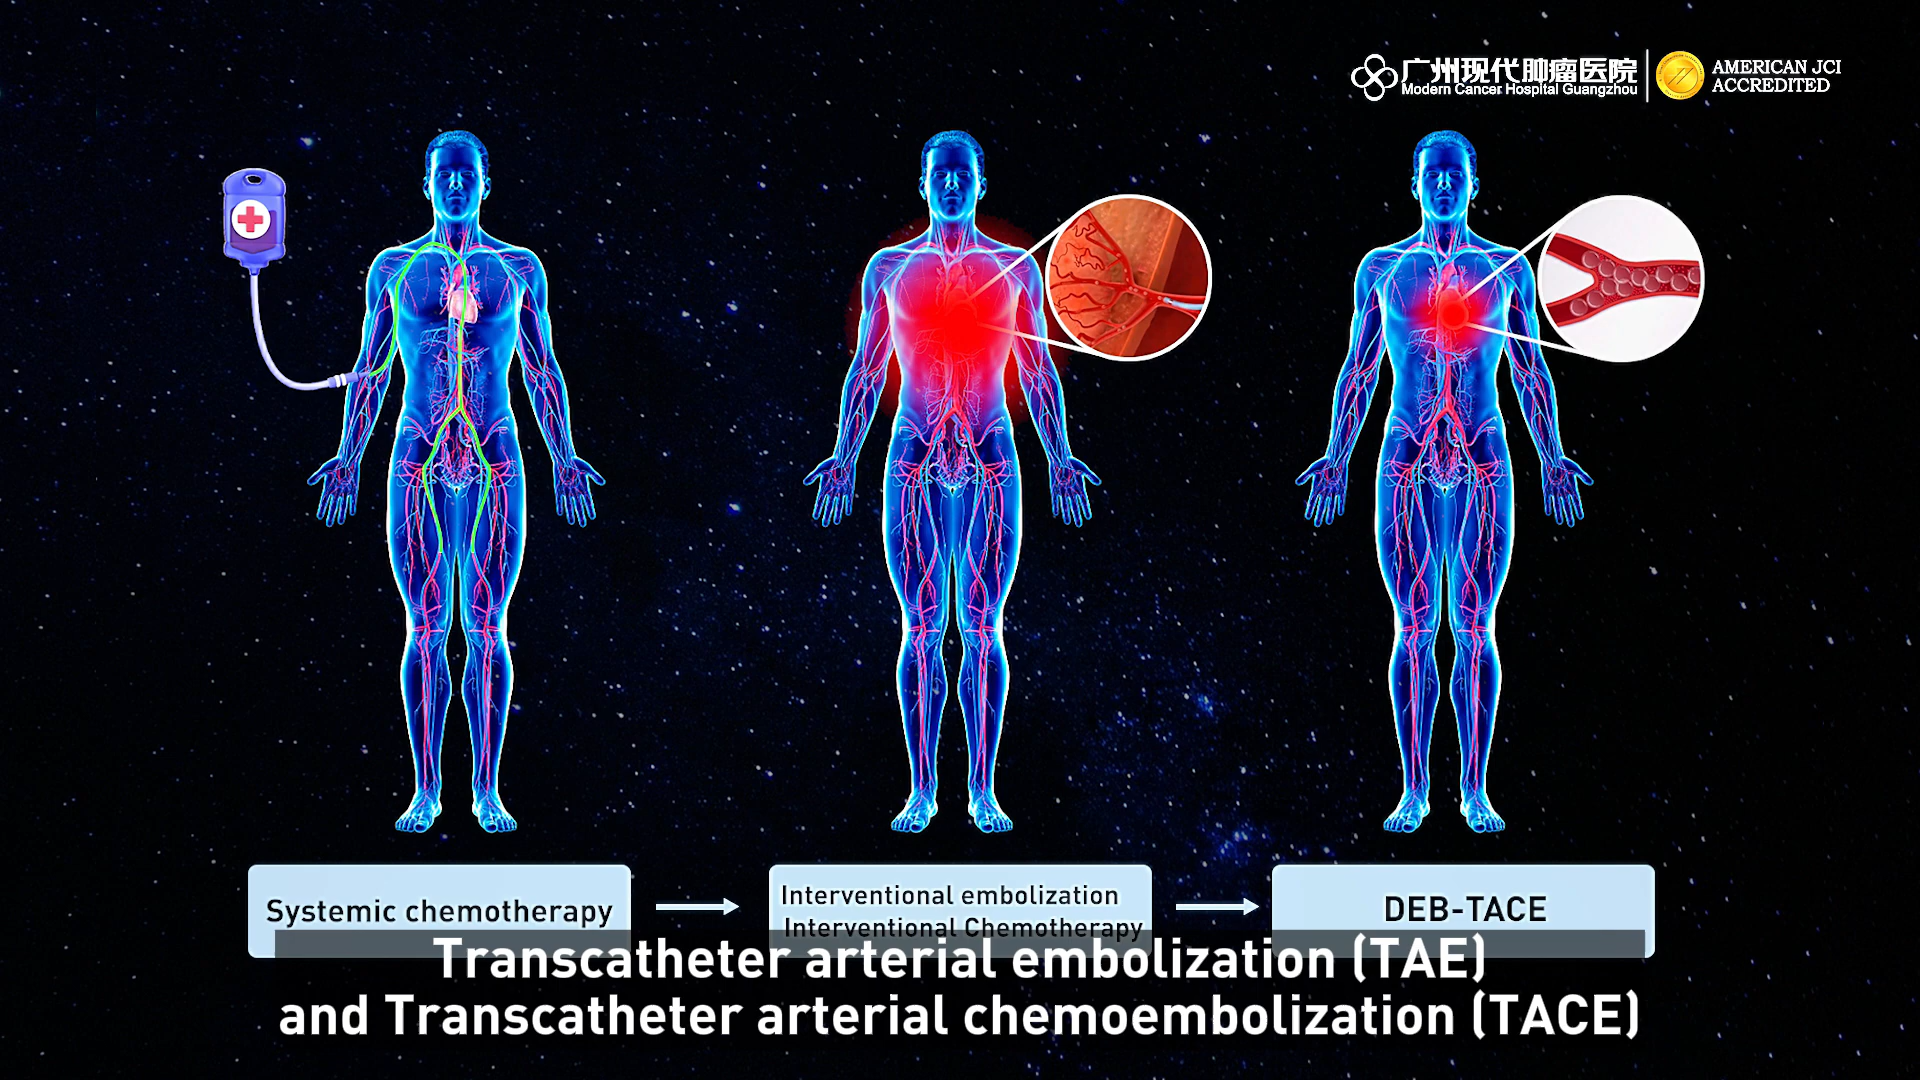 广州现代肿瘤医院
Modern Cancer Hospital Guangzhou
AMERICAN JCI
ACCREDITED
Systemic chemotherapy
Interventional embolization
Interventional Chemotherapy
DEB-TACE
Transcatheter arterial embolization (TAE)
and Transcatheter arterial chemoembolization (TACE)